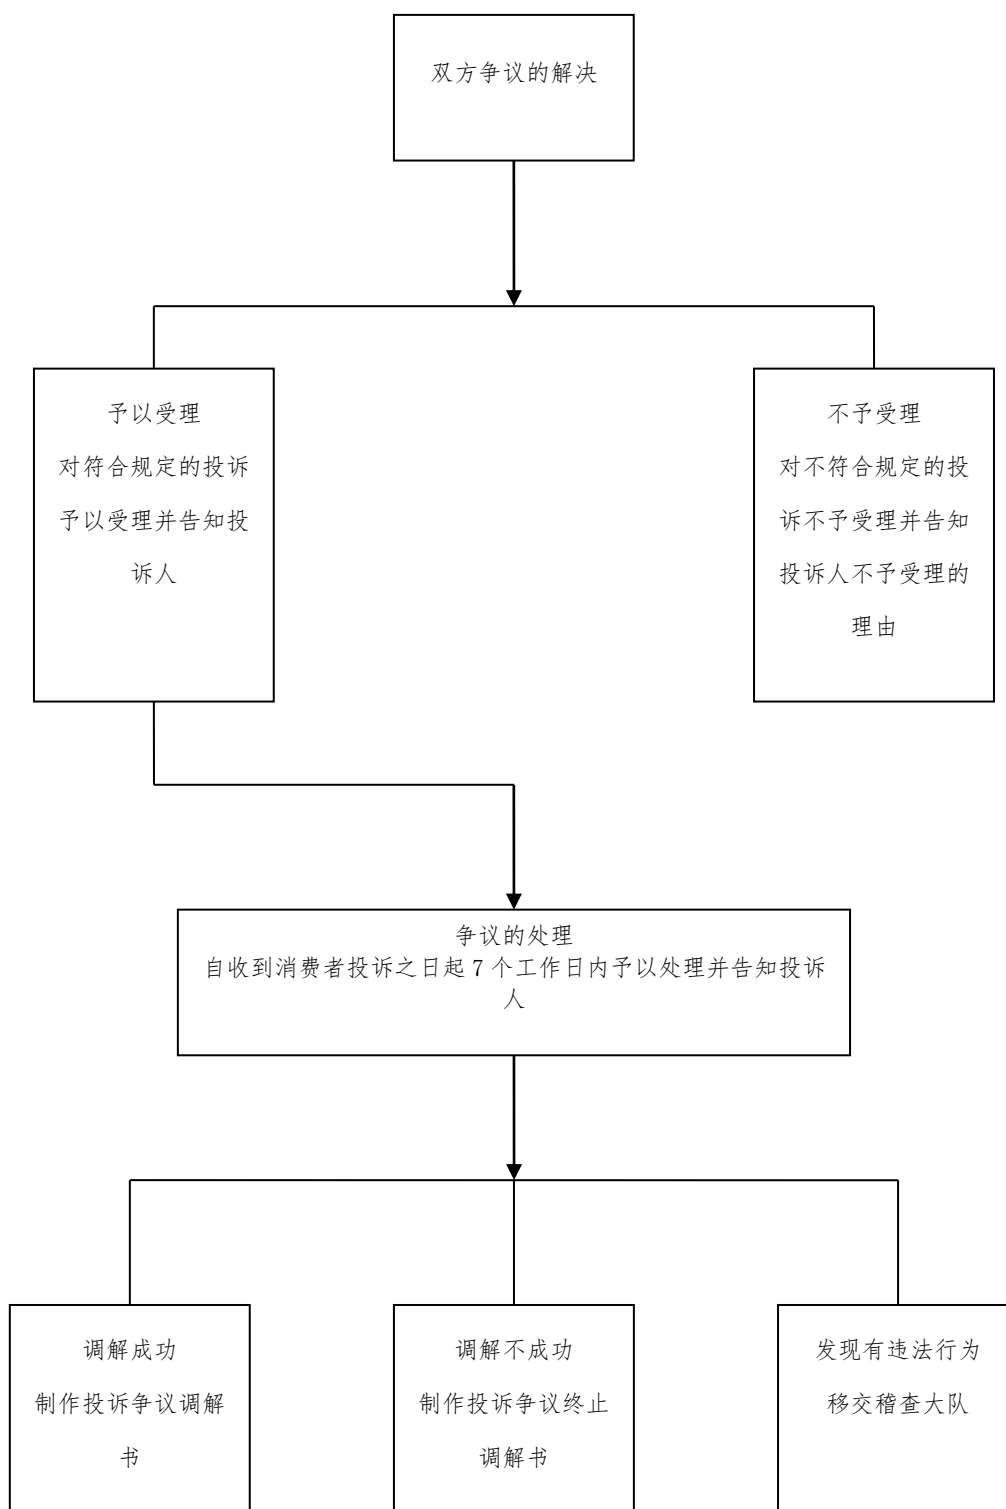 双方争议的解决
予以受理
对符合规定的投诉
予以受理并告知投
诉人
不予受理
对不符合规定的投
诉不予受理并告知
投诉人不予受理的
理由
争议的处理
自收到消费者投诉之日起 7 个工作日内予以处理并告知投诉
人
调解成功
制作投诉争议调解
书
调解不成功
制作投诉争议终止
调解书
发现有违法行为
移交稽查大队